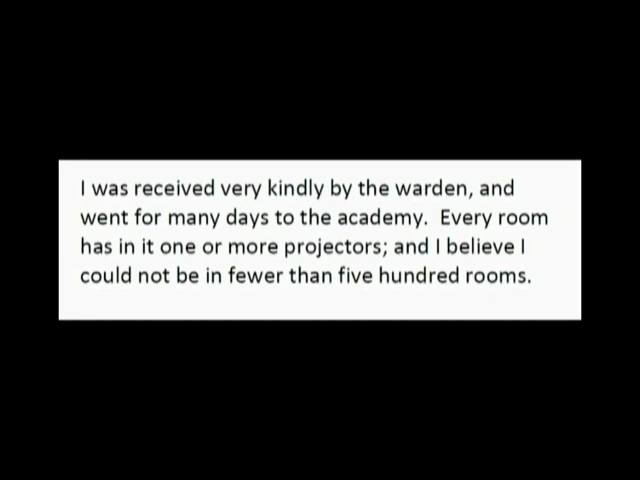 I was received very kindly by the warden, and
went for many days to the academy.  Every room
has in it one or more projectors; and I believe I
could not be in fewer than five hundred rooms.